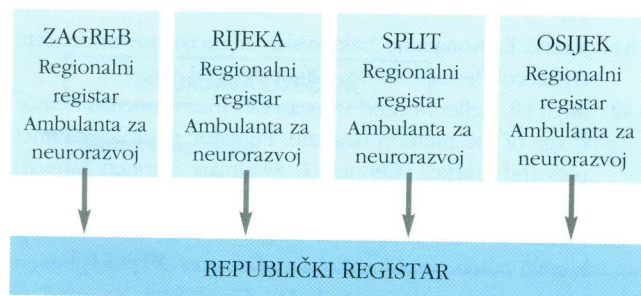 ZAGREB
Regionalni
registar
Ambulanta za
neurorazvoj
RIJEKA
Regionalni
registar
Ambulanta za
neurorazvoj
SPLIT
Regionalni
registar
Ambulanta za
neurorazvoj
OSIJEK
Regionalni
registar
Ambulanta za
neurorazvoj
REPUBLIČKI REGISTAR